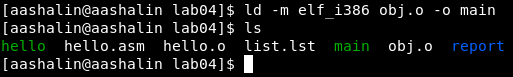 [aashalin@aashalin lab04]$ ld -m elf_i386 obj.o -o main
[aashalin@aashalin lab04]$ ls
hello  hello.asm  hello.o  list.lst  main  obj.o  report
[aashalin@aashalin lab04]$